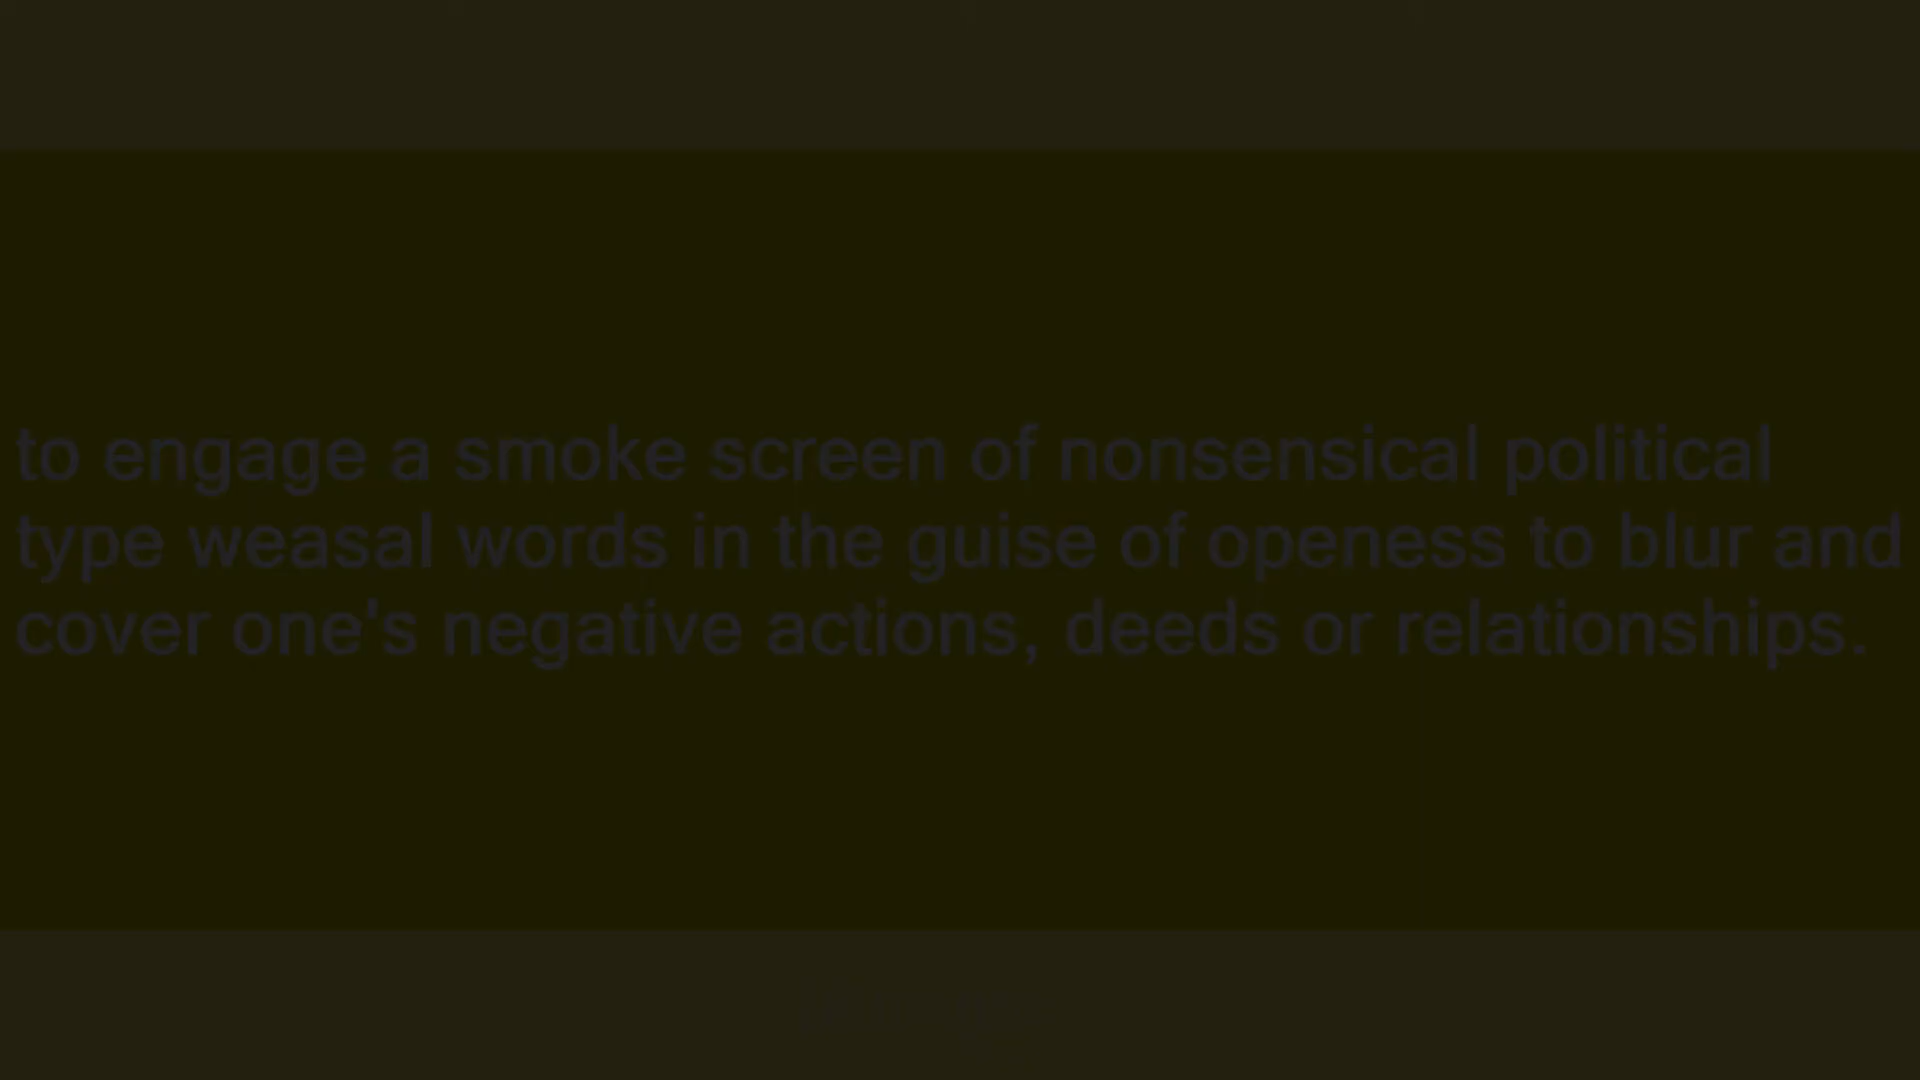 to engage a smoke screen of nonsensical political
type weasal words in the guise of openess to blur and
cover one's negative actions, deeds or relationships.